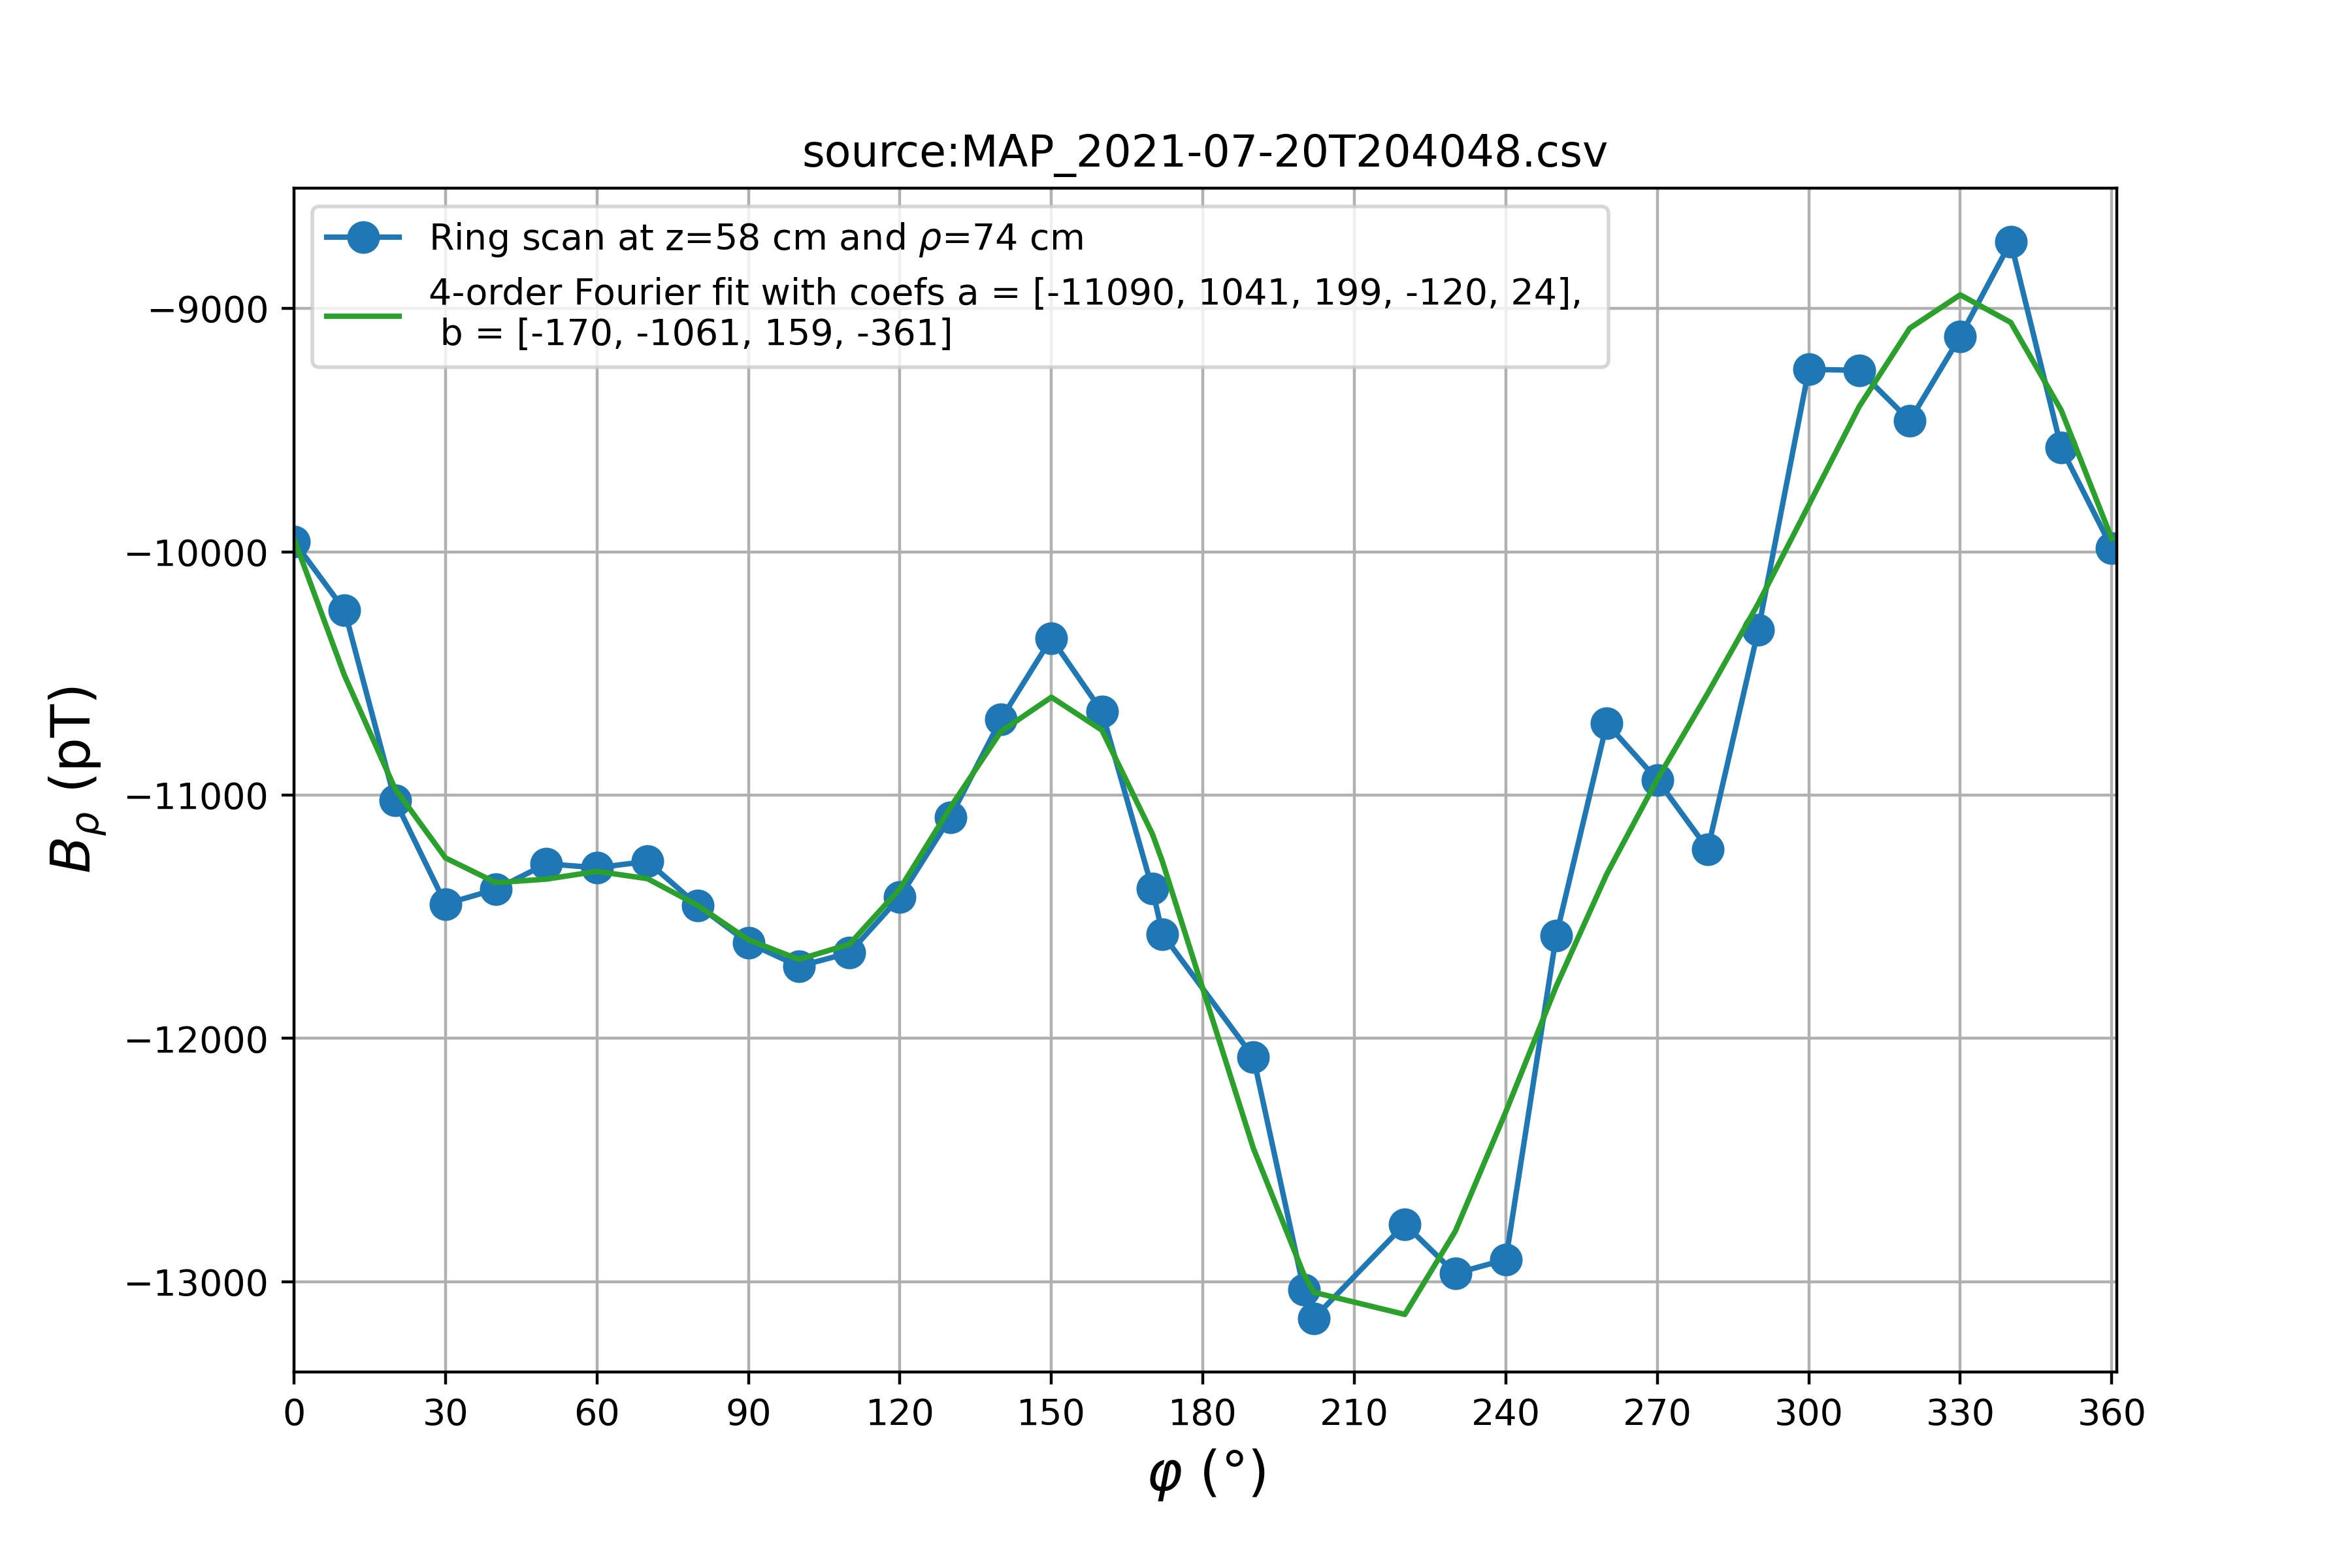 source:MAP_2021-07-20T204048.csv
Ring scan at z=58 cm and ρ=74 cm
4-order Fourier fit with coefs a = [-11090, 1041, 199, -120, 24],
b = [-170, -1061, 159, -361]
−9000
−10000
−11000
−12000
−13000
Bρ (pT)
0 30 60 90 120 150 180 210 240 270 300 330 360
φ (°)